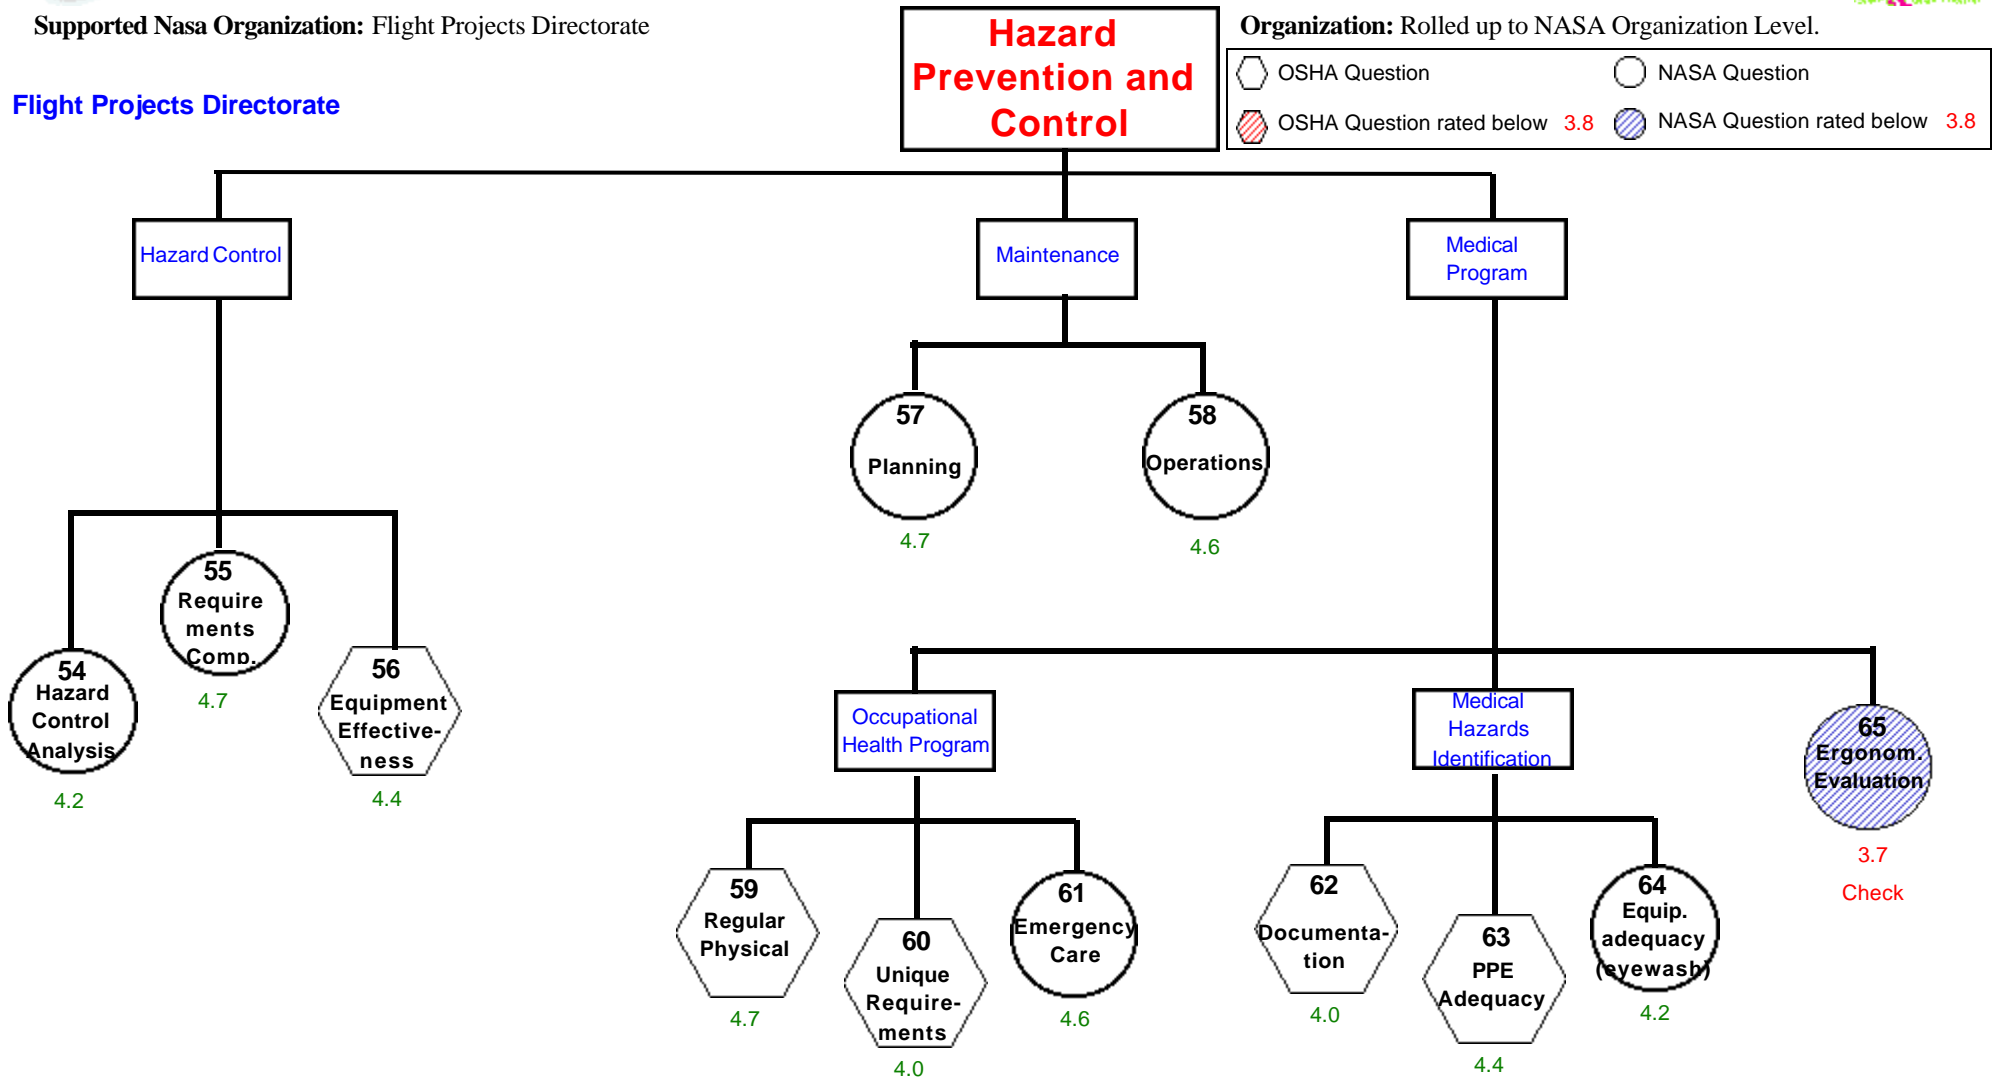 Supported Nasa Organization: Flight Projects Directorate
Hazard
Prevention and
Control
Organization: Rolled up to NASA Organization Level.
OSHA Question
NASA Question
OSHA Question rated below 3.8
NASA Question rated below 3.8
Flight Projects Directorate
Hazard Control
Maintenance
Medical
Program
57
Planning
4.7
58
Operations
4.6
54
Hazard
Control
Analysis
4.2
55
Require
ments
Comp.
4.7
56
Equipment
Effective-
ness
4.4
Occupational
Health Program
Medical
Hazards
Identification
65
Ergonom.
Evaluation
3.7
Check
59
Regular
Physical
4.7
60
Unique
Require-
ments
4.0
61
Emergency
Care
4.6
62
Documenta-
tion
4.0
63
PPE
Adequacy
4.4
64
Equip.
adequacy
(eyewash)
4.2